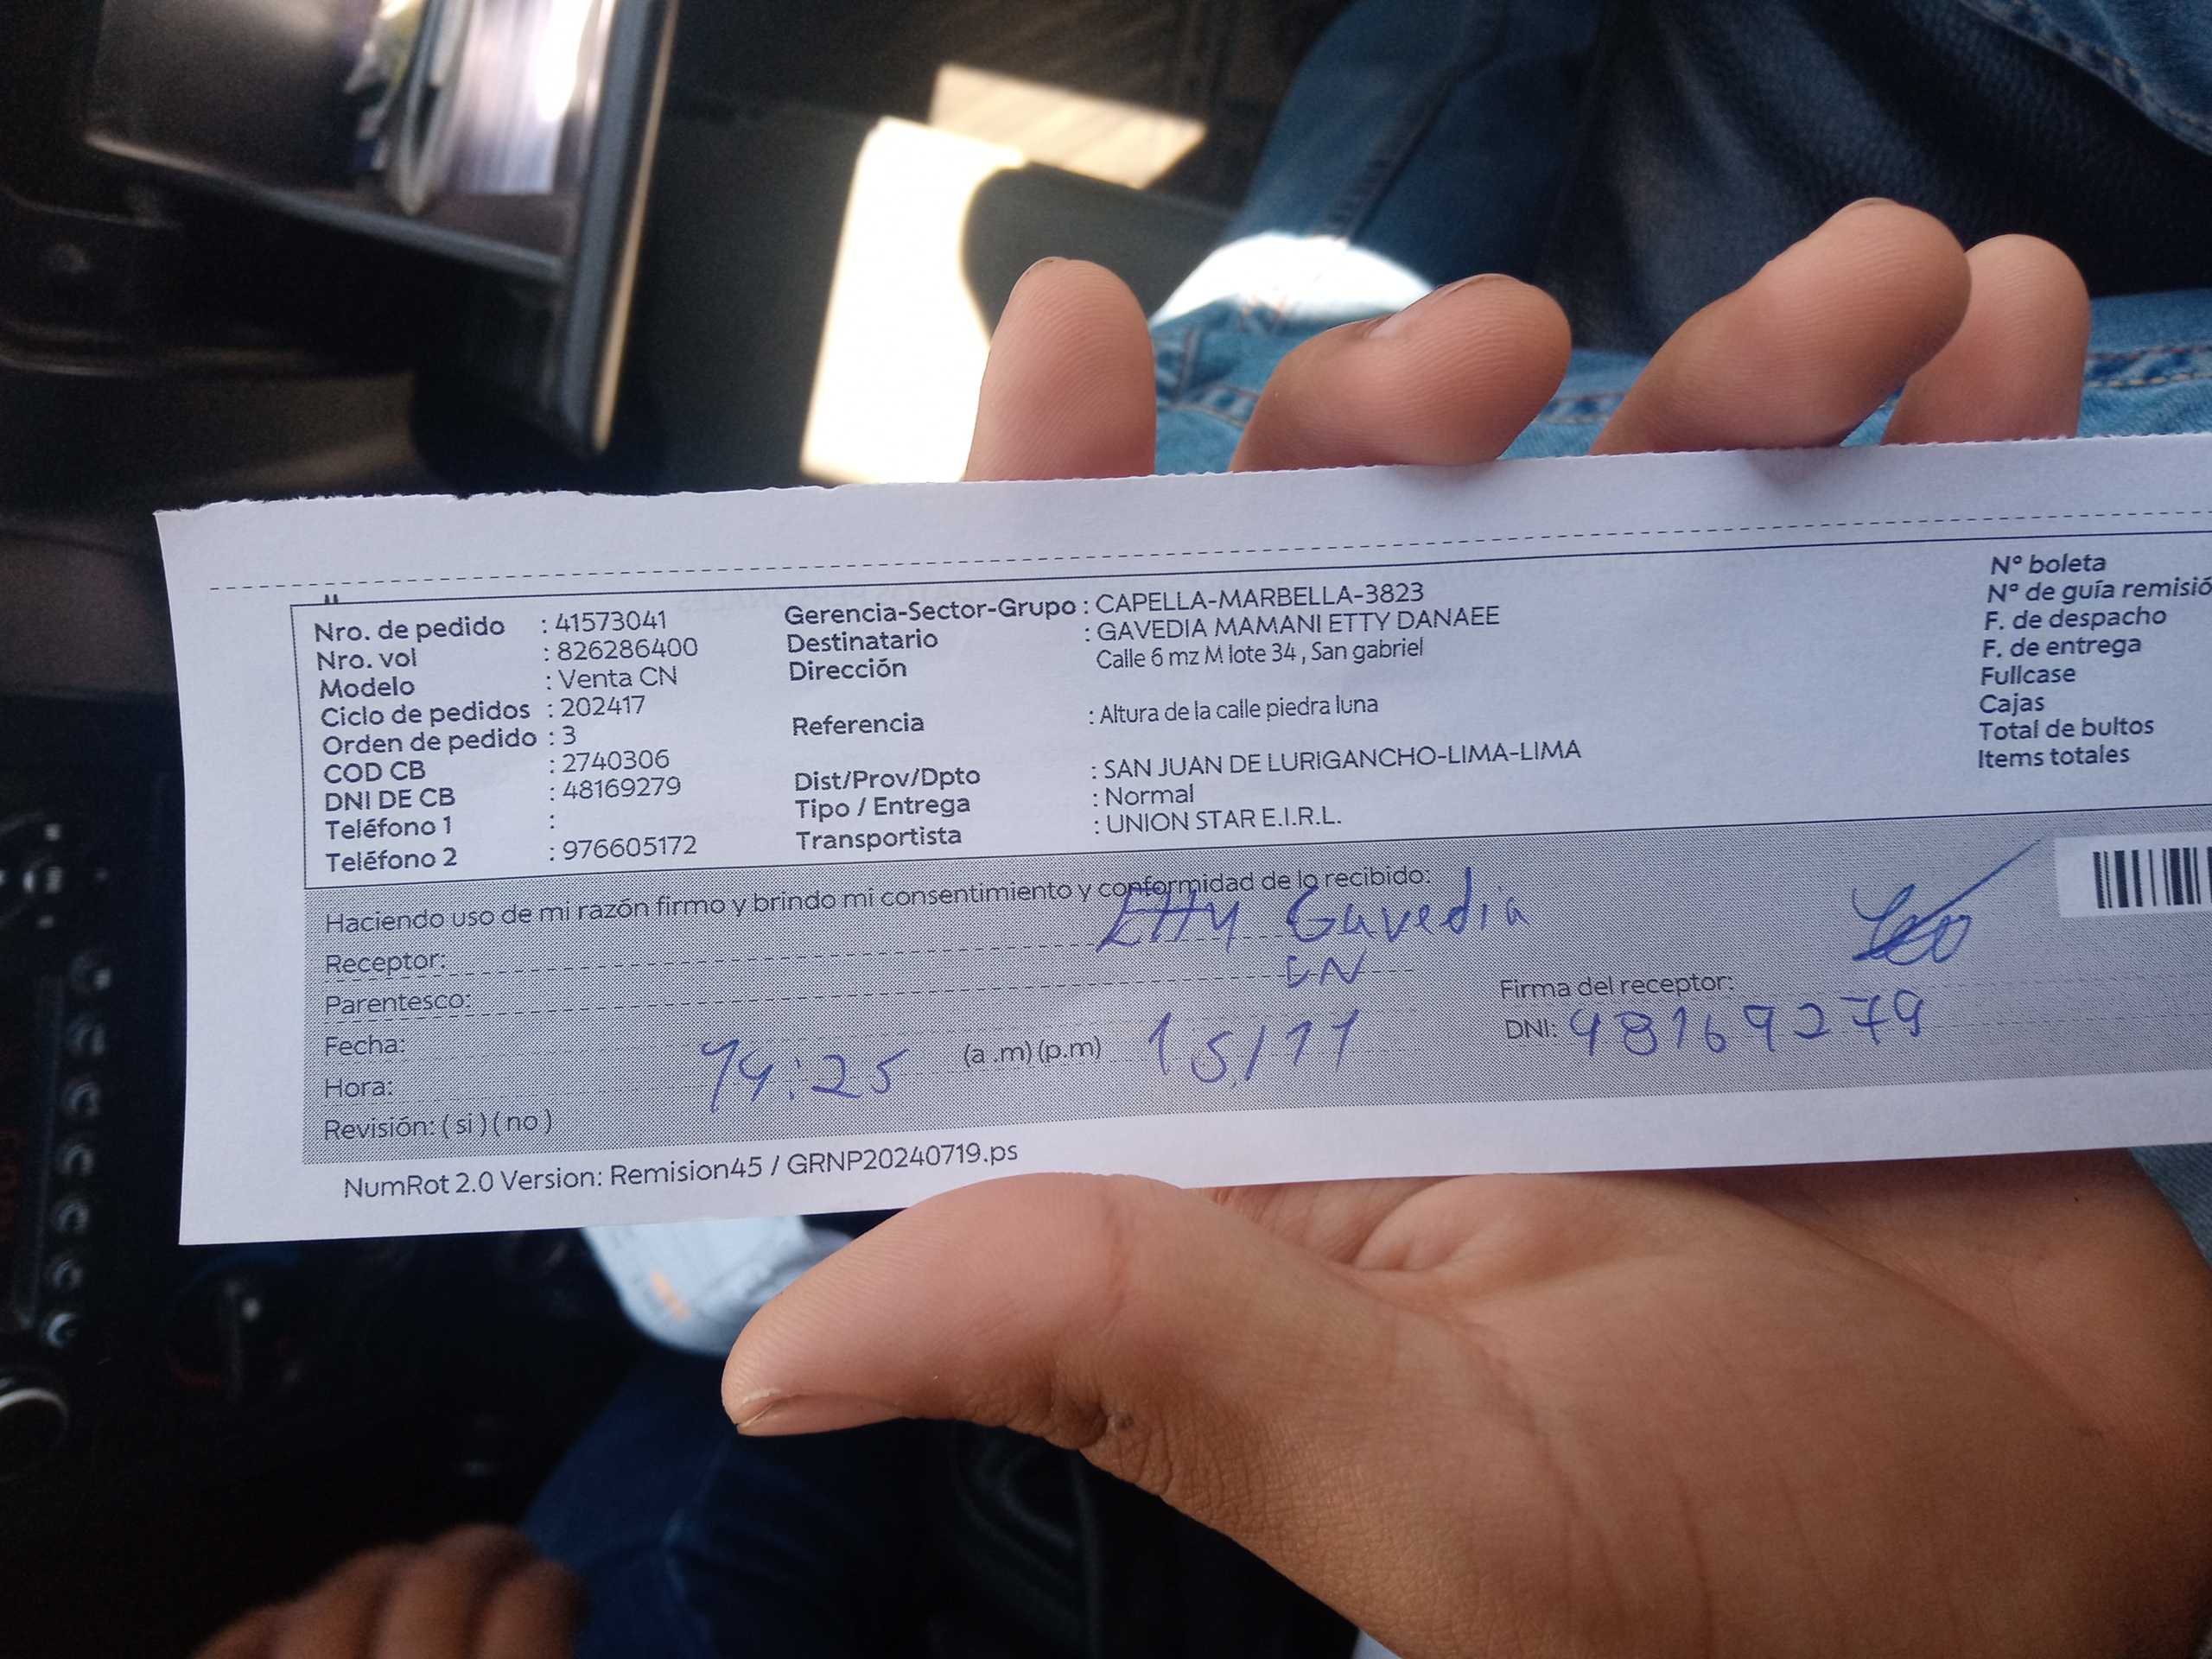 Nro. de pedido : 41573041
Nro. vol : 826286400
Modelo : Venta CN
Ciclo de pedidos : 202417
Orden de pedido : 3
COD CB : 2740306
DNI DE CB : 48169279
Teléfono 1 :
Teléfono 2 : 976605172
Gerencia-Sector-Grupo : CAPELLA-MARBELLA-3823
Destinatario : GAVEDIA MAMANI ETTY DANAEE
Dirección Calle 6 mz M lote 34 , San gabriel
Referencia : Altura de la calle piedra luna
Dist/Prov/Dpto : SAN JUAN DE LURIGANCHO-LIMA-LIMA
Tipo / Entrega : Normal
Transportista : UNION STAR E.I.R.L.
Nº boleta
Nº de guía remisió
F. de despacho
F. de entrega
Fullcase
Cajas
Total de bultos
Items totales
Haciendo uso de mi razón firmo y brindo mi consentimiento y conformidad de lo recibido:
Receptor: Etty Gavedia
Parentesco: CN
Fecha:
Hora: 14:25 (a .m) (p.m) 15/11
Revisión: ( si ) ( no )
Firma del receptor:
DNI: 48169279
NumRot 2.0 Version: Remision45 / GRNP20240719.ps